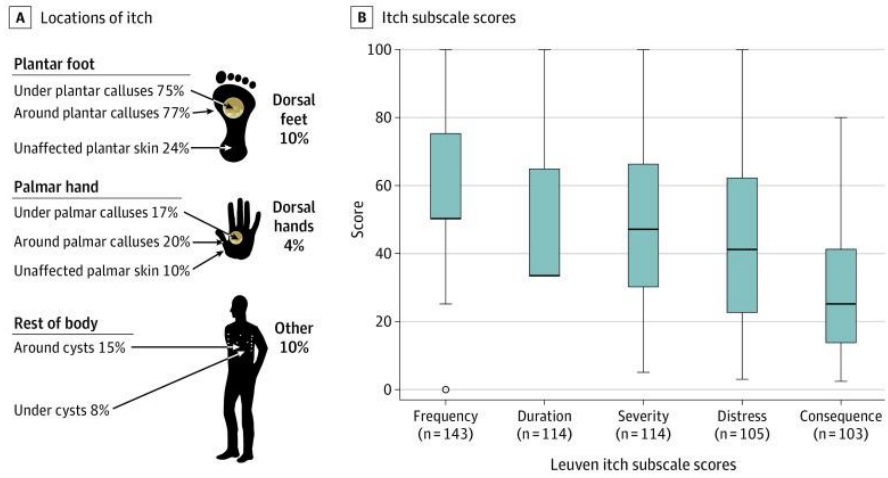 A Locations of itch
Plantar foot
Under plantar calluses 75%
Around plantar calluses 77%
Unaffected plantar skin 24%
Dorsal
feet
10%
Palmar hand
Under palmar calluses 17%
Around palmar calluses 20%
Unaffected palmar skin 10%
Dorsal
hands
4%
Rest of body
Around cysts 15%
Under cysts 8%
Other
10%
B Itch subscale scores
Score
100
80
60
40
20
0
Frequency
(n=143)
Duration
(n=114)
Severity
(n=114)
Distress
(n=105)
Consequence
(n=103)
Leuven itch subscale scores